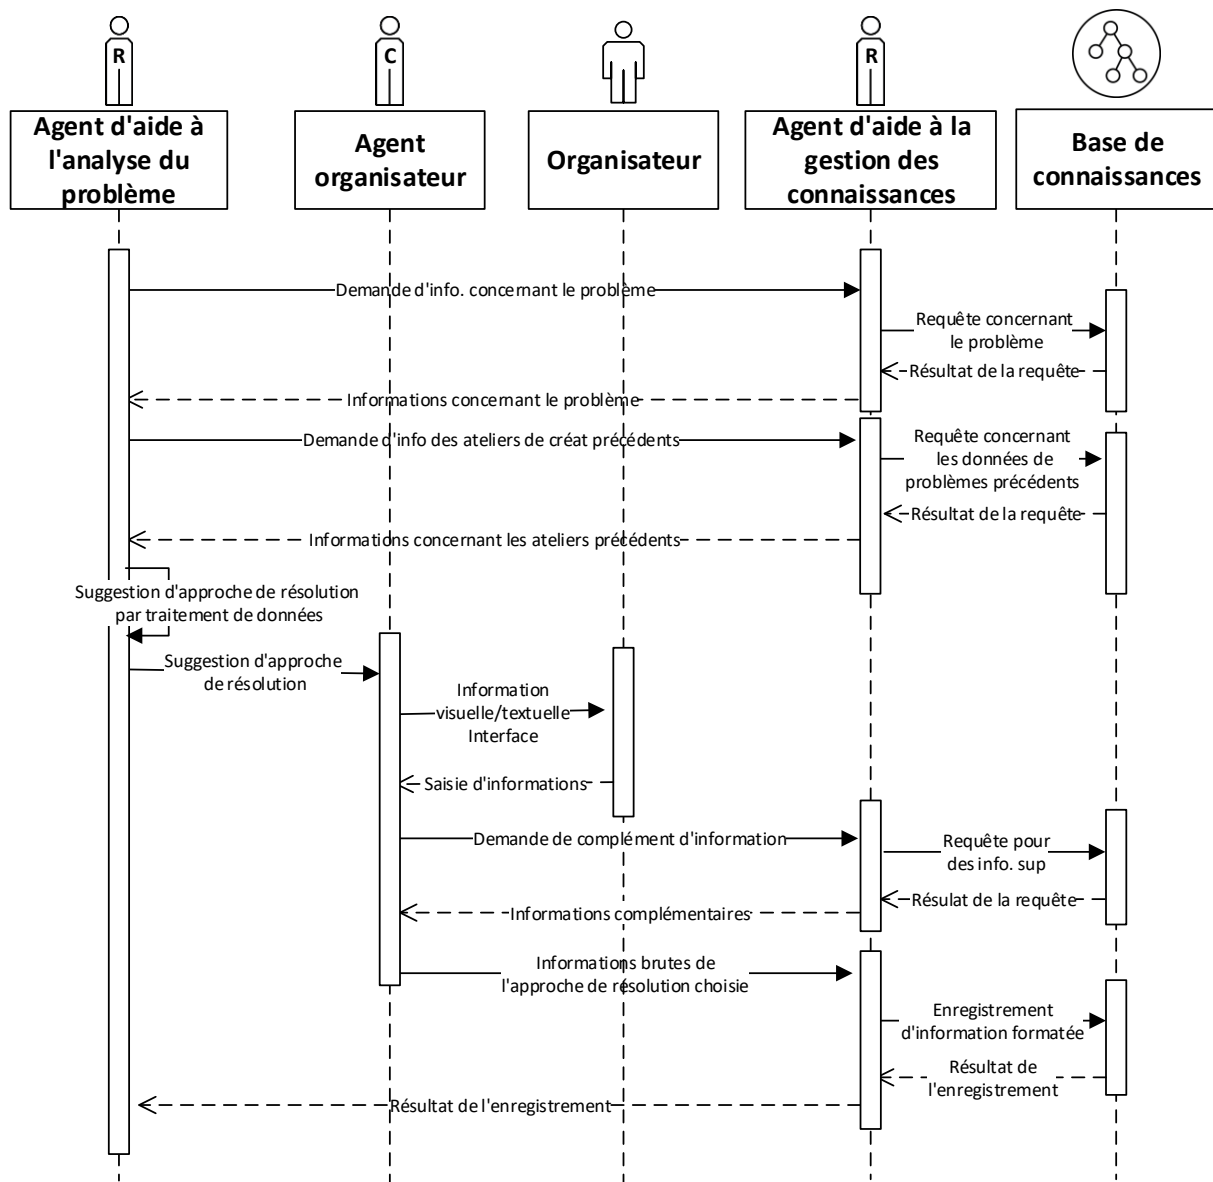 R
C
R
Agent d'aide à
l'analyse du
problème
Agent
organisateur
Organisateur
Agent d'aide à la
gestion des
connaissances
Base de
connaissances
Demande d'info. concernant le problème
Requête concernant
le problème
Résultat de la requête
Informations concernant le problème
Demande d'info des ateliers de créat précédents
Requête concernant
les données de
problèmes précédents
Résultat de la requête
Informations concernant les ateliers précédents
Suggestion d'approche de résolution
par traitement de données
Suggestion d'approche
de résolution
Information
visuelle/textuelle
Interface
Saisie d'informations
Demande de complément d'information
Requête pour
des info. sup
Résulat de la requête
Informations complémentaires
Informations brutes de
l'approche de résolution choisie
Enregistrement
d'information formatée
Résultat de
l'enregistrement
Résultat de l'enregistrement